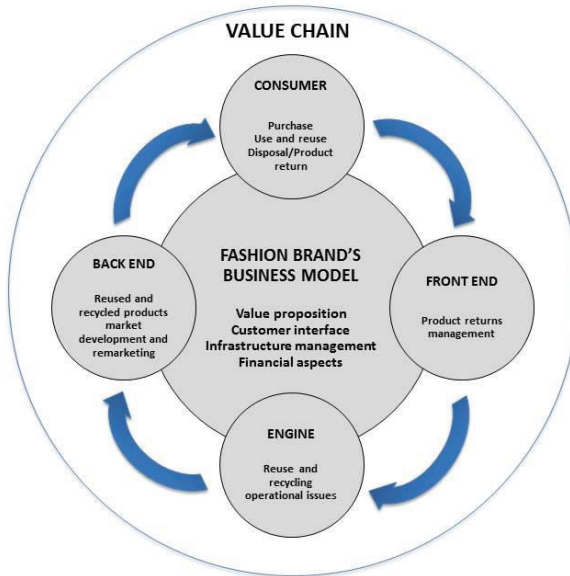 VALUE CHAIN
CONSUMER
Purchase
Use and reuse
Disposal/Product
return
BACK END
Reused and
recycled products
market
development and
remarketing
FASHION BRAND'S
BUSINESS MODEL
Value proposition
Customer interface
Infrastructure management
Financial aspects
FRONT END
Product returns
management
ENGINE
Reuse and
recycling
operational issues